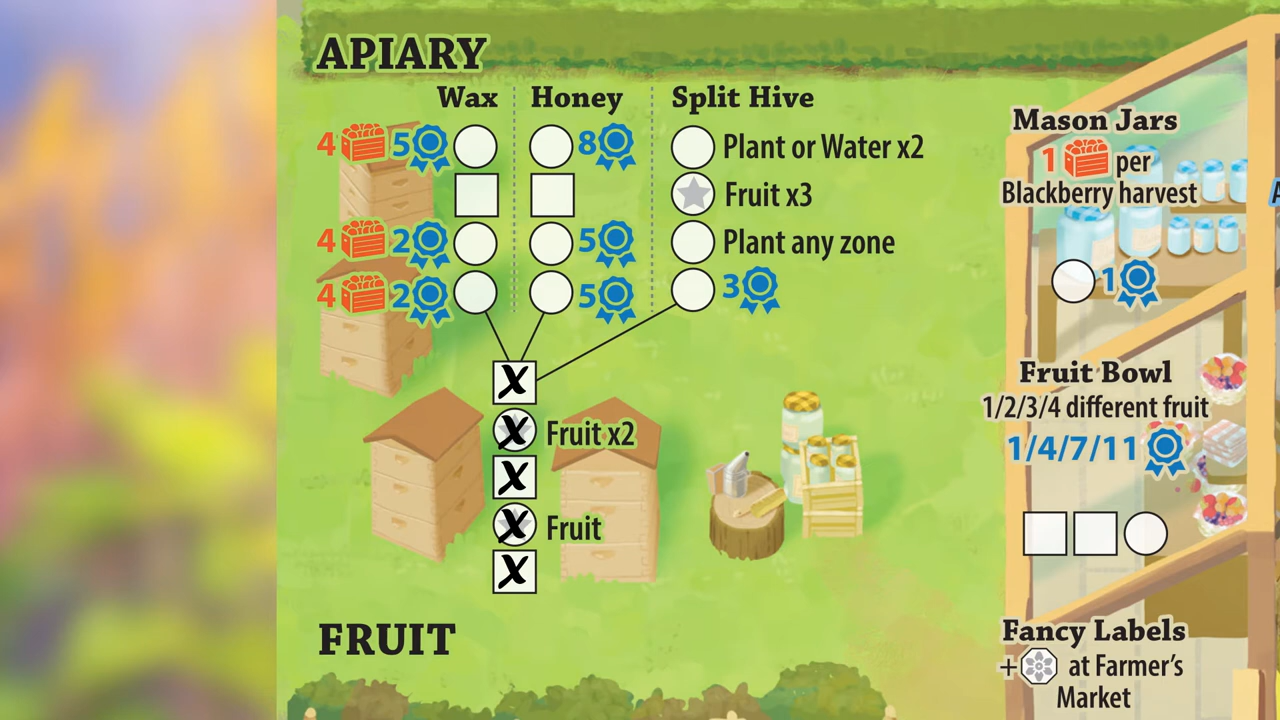 APIARY
Wax Honey Split Hive
4 5 8 Plant or Water x2
Fruit x3
4 2 5 Plant any zone
4 2 5 3
X
X Fruit x2
X
X Fruit
X
FRUIT
Mason Jars
1 per
Blackberry harvest
1
Fruit Bowl
1/2/3/4 different fruit
1/4/7/11
Fancy Labels
+ at Farmer's
Market